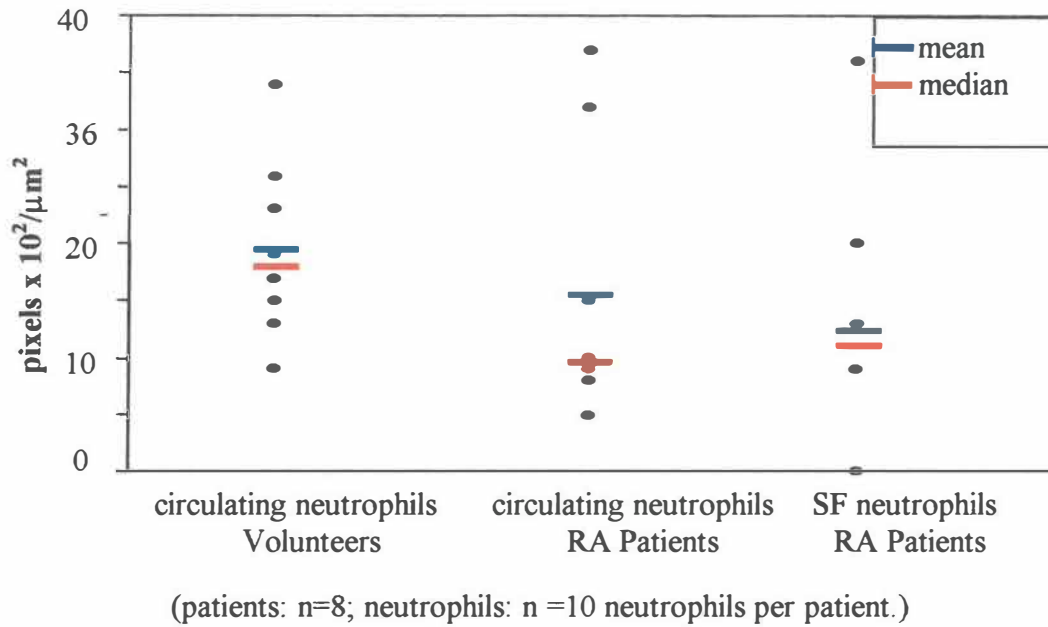 40
36
20
10
0
pixels x 10²/μm²
mean
median
circulating neutrophils
Volunteers
circulating neutrophils
RA Patients
SF neutrophils
RA Patients
(patients: n=8; neutrophils: n =10 neutrophils per patient.)